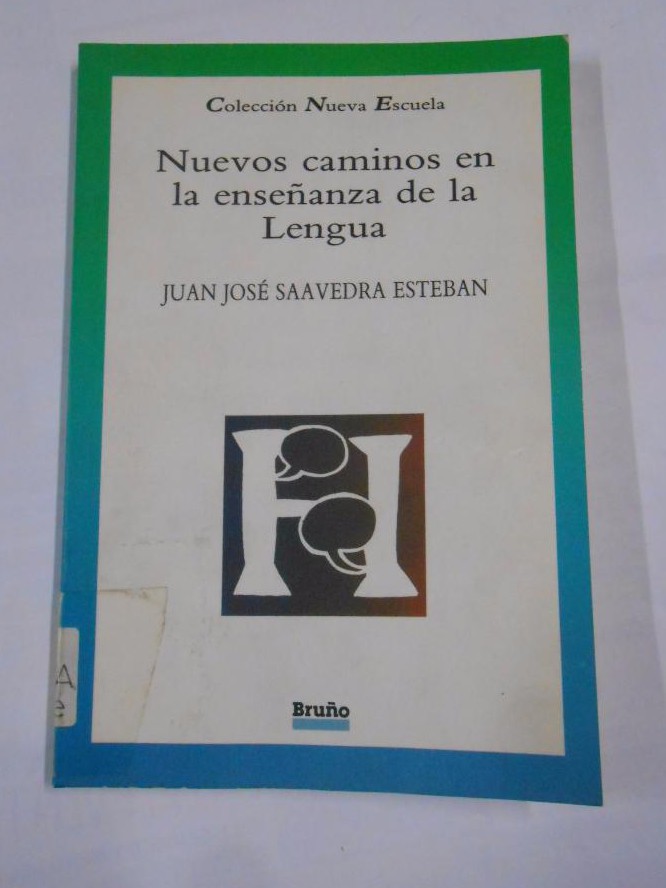 Colección Nueva Escuela
Nuevos caminos en
la enseñanza de la
Lengua
JUAN JOSÉ SAAVEDRA ESTEBAN
A
e
Bruño